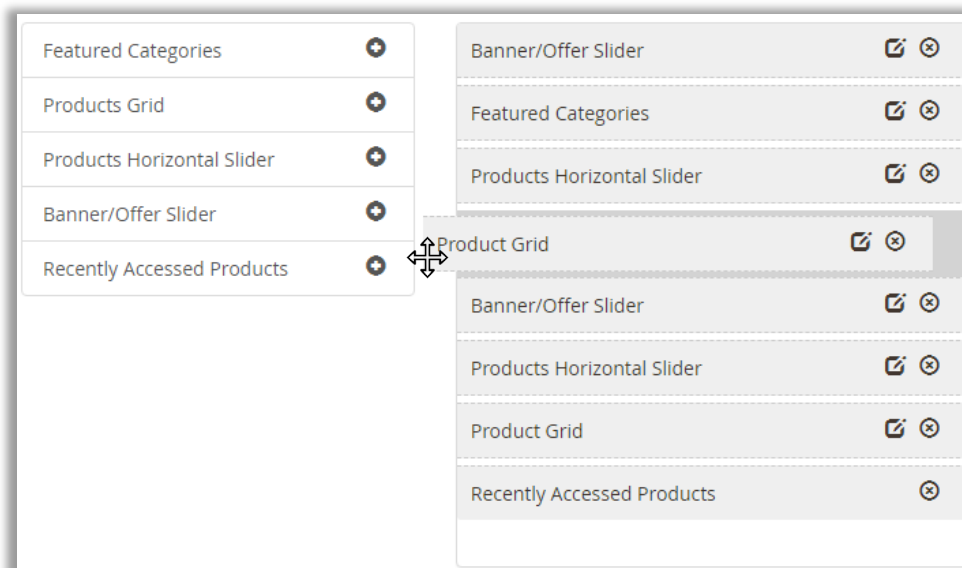 Featured Categories
Products Grid
Products Horizontal Slider
Banner/Offer Slider
Recently Accessed Products
Banner/Offer Slider
Featured Categories
Products Horizontal Slider
Product Grid
Banner/Offer Slider
Products Horizontal Slider
Product Grid
Recently Accessed Products